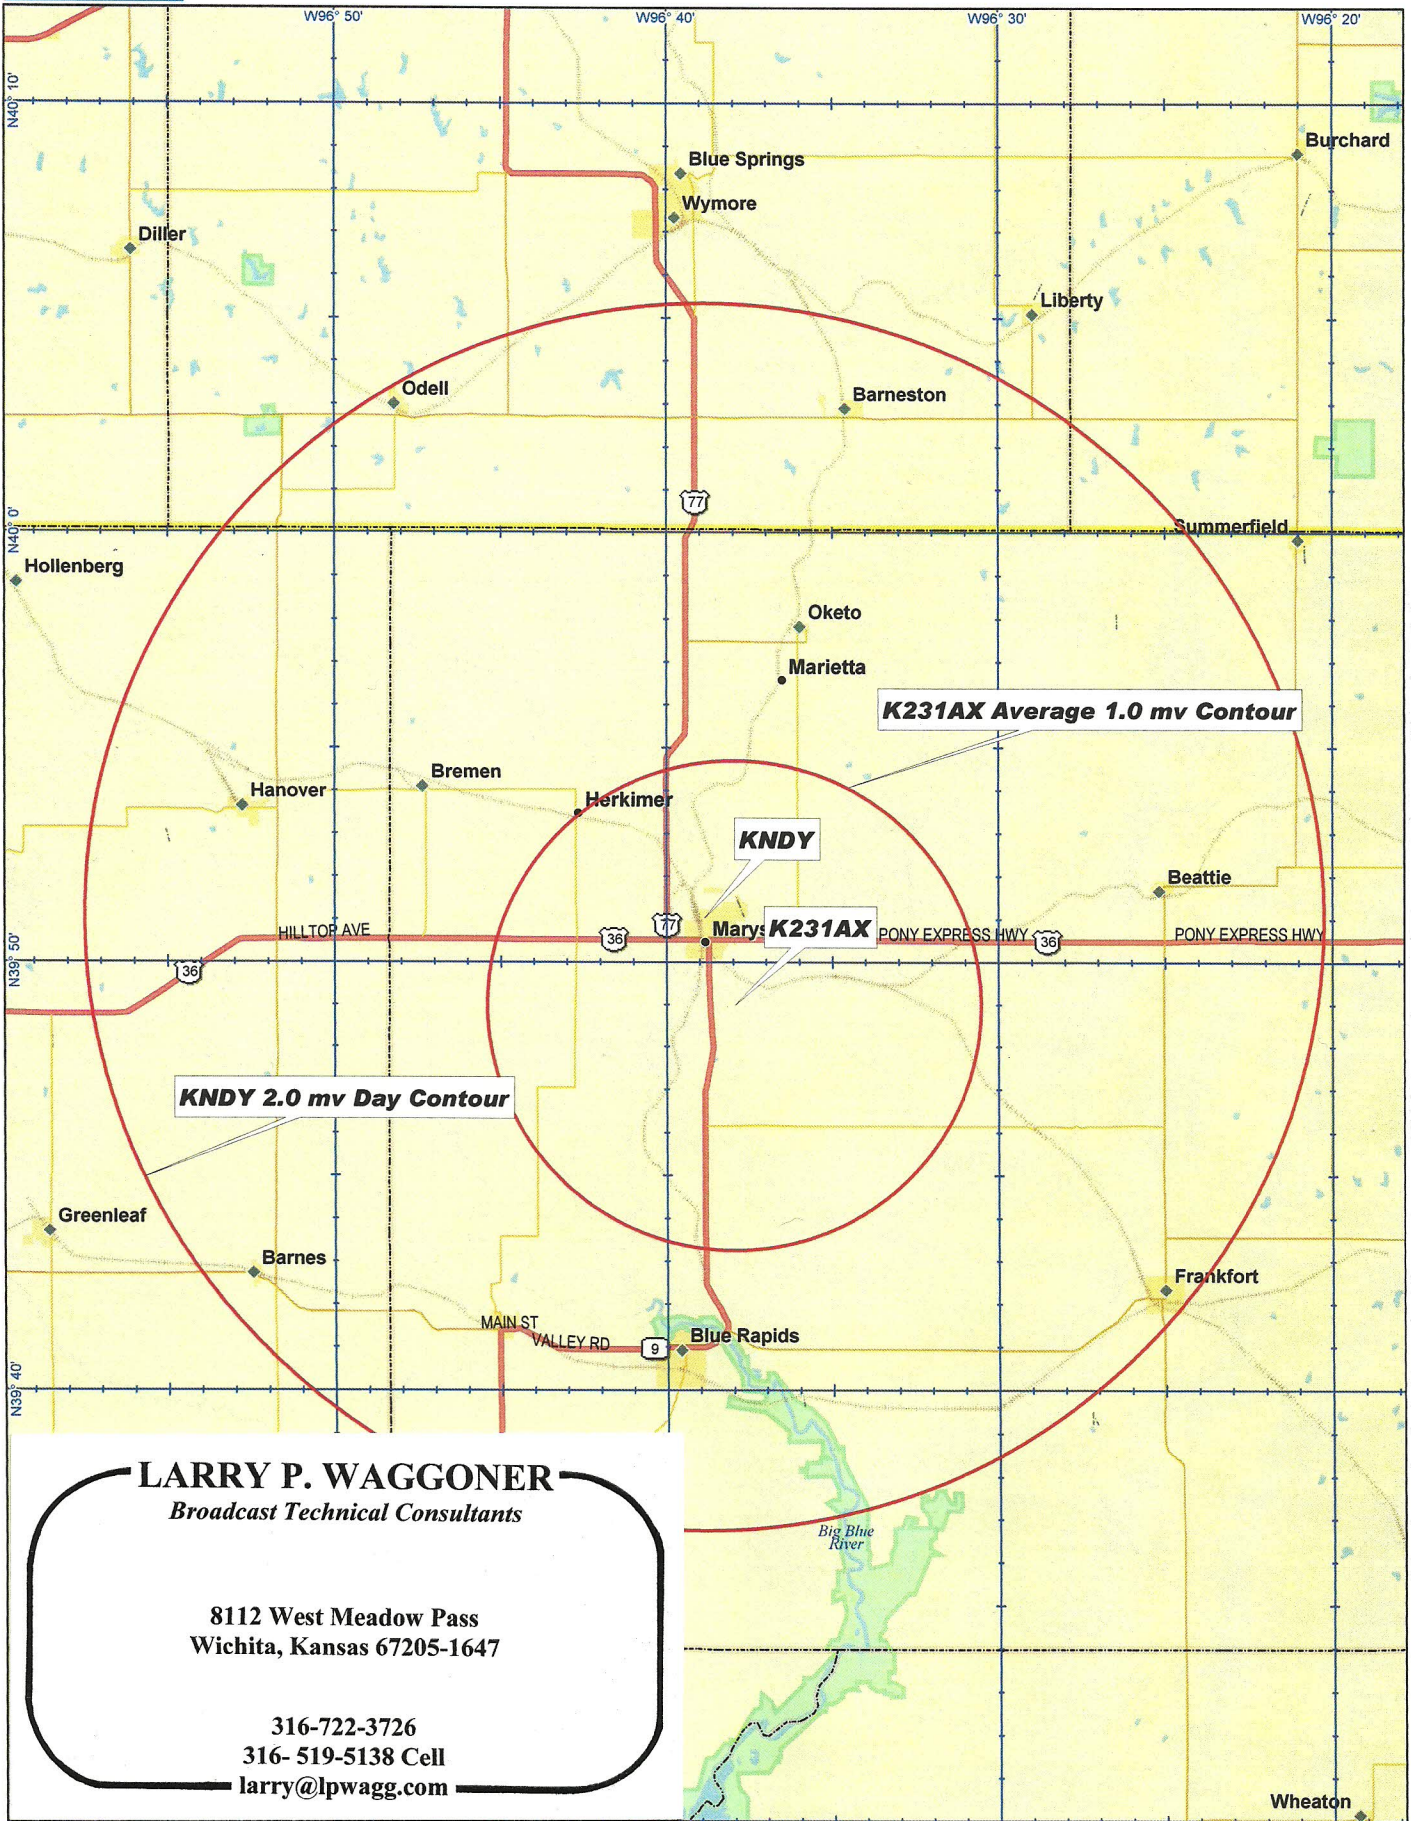 W96° 50'
W96° 40'
W96° 30'
W96° 20'
N40° 10'
Burchard
Blue Springs
Wymore
Diller
Liberty
Odell
Barneston
77
N40° 0'
Summerfield
Hollenberg
Oketo
Marietta
K231AX Average 1.0 mv Contour
Bremen
Hanover
Herkimer
KNDY
Beattie
77
HILLTOP AVE
36
Marys
K231AX
PONY EXPRESS HWY
36
PONY EXPRESS HWY
N39° 50'
36
KNDY 2.0 mv Day Contour
Greenleaf
Barnes
Frankfort
MAIN ST
VALLEY RD
9
Blue Rapids
N39° 40'
LARRY P. WAGGONER
Broadcast Technical Consultants
Big Blue
River
8112 West Meadow Pass
Wichita, Kansas 67205-1647
316-722-3726
316- 519-5138 Cell
larry@lpwagg.com
Wheaton